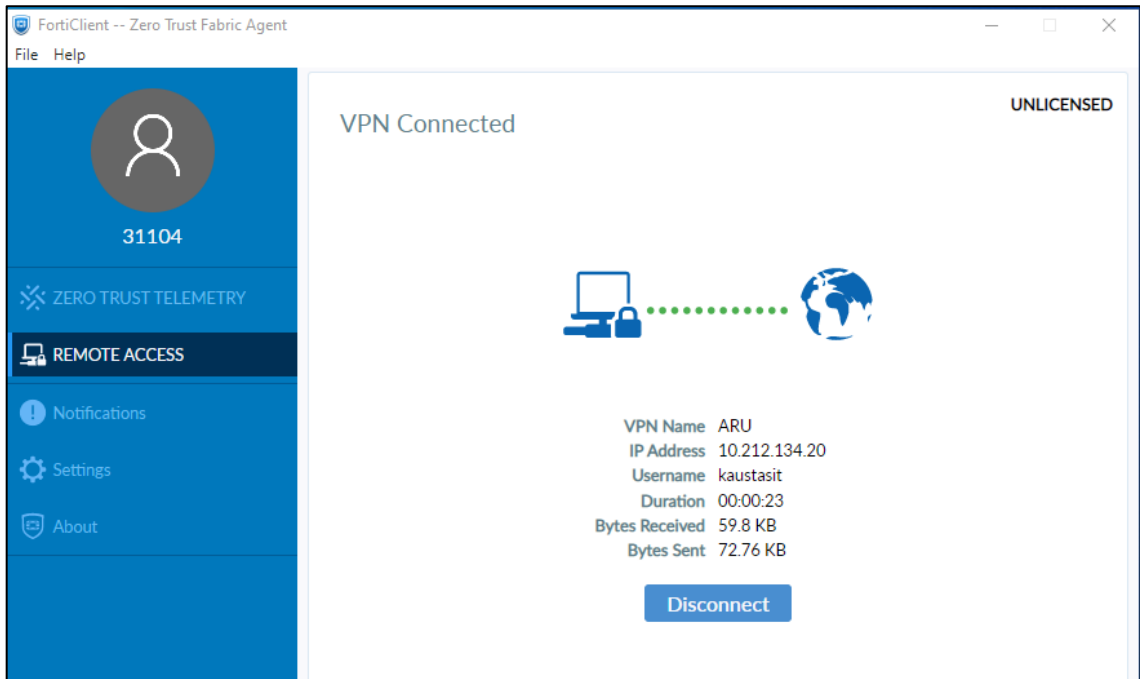 FortiClient -- Zero Trust Fabric Agent
File Help
31104
ZERO TRUST TELEMETRY
REMOTE ACCESS
Notifications
Settings
About
UNLICENSED
VPN Connected
VPN Name ARU
IP Address 10.212.134.20
Username kaustasit
Duration 00:00:23
Bytes Received 59.8 KB
Bytes Sent 72.76 KB
Disconnect